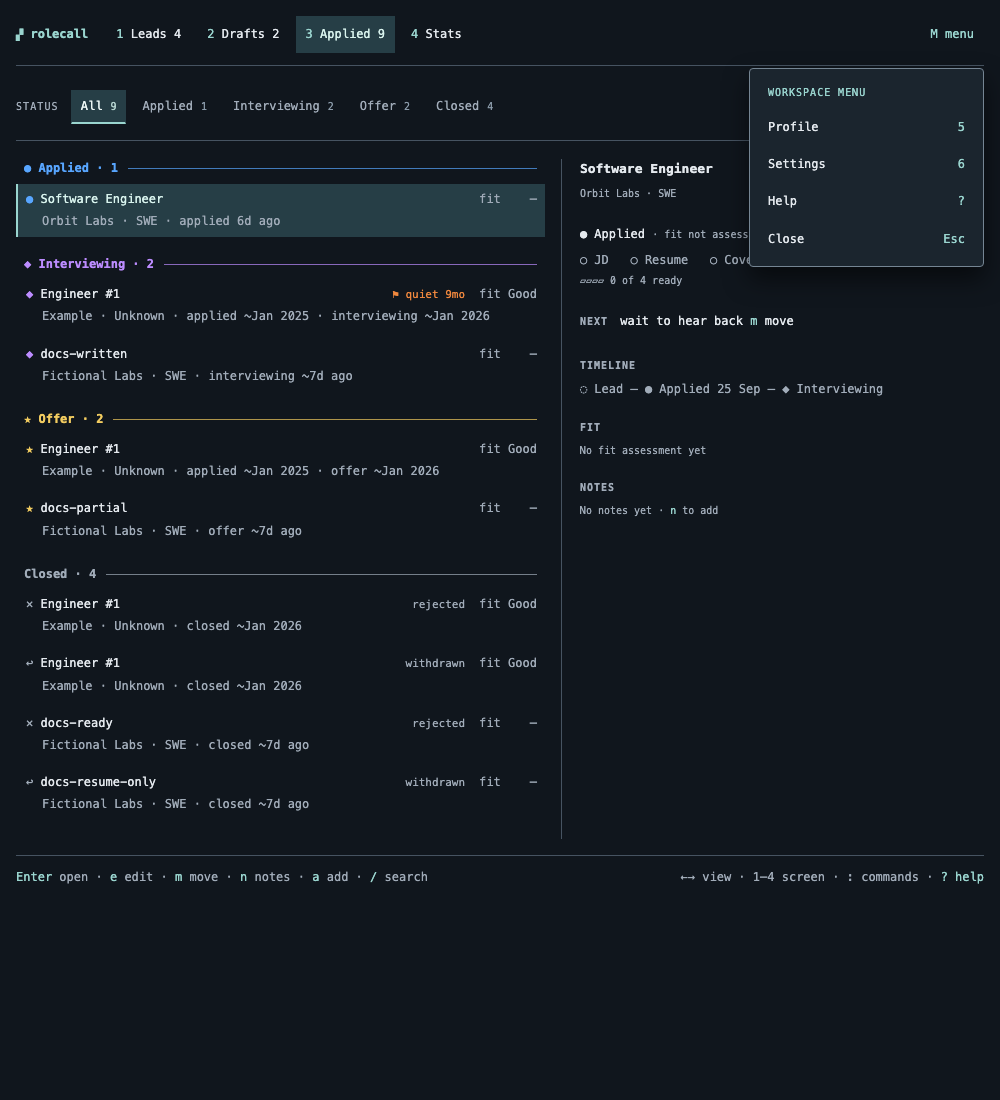 rolecall 1 Leads 4 2 Drafts 2 3 Applied 9 4 Stats M menu
STATUS All 9 Applied 1 Interviewing 2 Offer 2 Closed 4
WORKSPACE MENU
Profile 5
Settings 6
Help ?
Close Esc
● Applied · 1
● Software Engineer fit —
Orbit Labs · SWE · applied 6d ago
◆ Interviewing · 2
◆ Engineer #1 ⚑ quiet 9mo fit Good
Example · Unknown · applied ~Jan 2025 · interviewing ~Jan 2026
◆ docs-written fit —
Fictional Labs · SWE · interviewing ~7d ago
★ Offer · 2
★ Engineer #1 fit Good
Example · Unknown · applied ~Jan 2025 · offer ~Jan 2026
★ docs-partial fit —
Fictional Labs · SWE · offer ~7d ago
Closed · 4
× Engineer #1 rejected fit Good
Example · Unknown · closed ~Jan 2026
↩ Engineer #1 withdrawn fit Good
Example · Unknown · closed ~Jan 2026
× docs-ready rejected fit —
Fictional Labs · SWE · closed ~7d ago
↩ docs-resume-only withdrawn fit —
Fictional Labs · SWE · closed ~7d ago
Software Engineer
Orbit Labs · SWE
● Applied · fit not assess
○ JD ○ Resume ○ Cove
▱▱▱▱ 0 of 4 ready
NEXT wait to hear back m move
TIMELINE
◌ Lead — ● Applied 25 Sep — ◆ Interviewing
FIT
No fit assessment yet
NOTES
No notes yet · n to add
Enter open · e edit · m move · n notes · a add · / search
←→ view · 1–4 screen · : commands · ? help